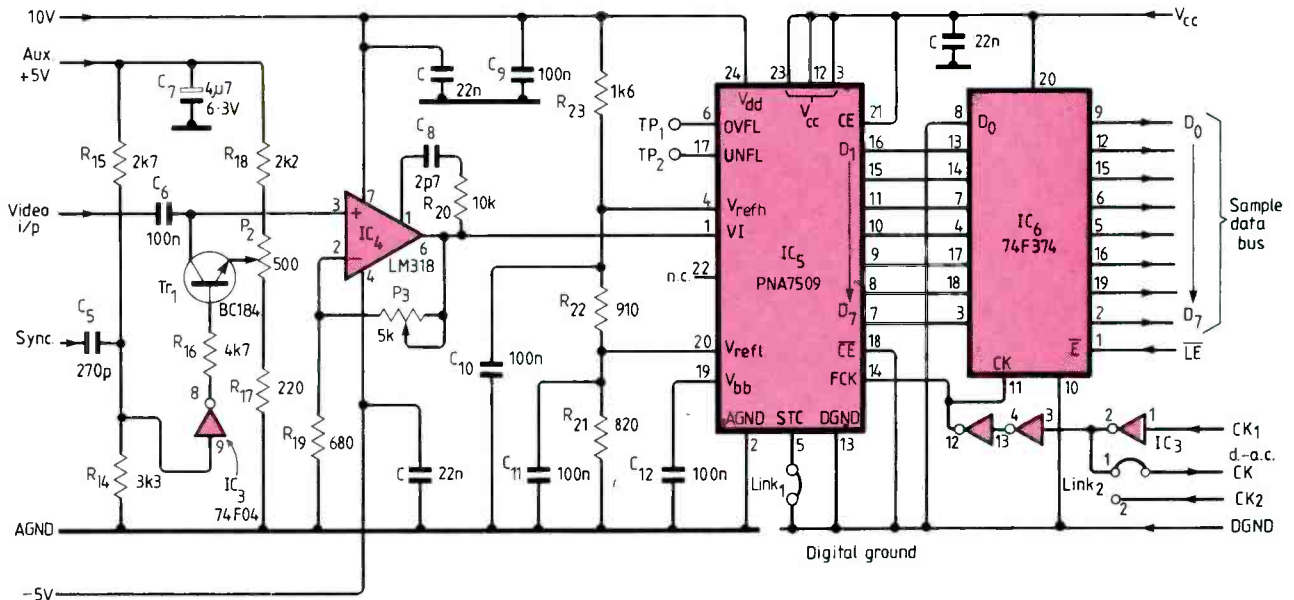 10V
Aux.
+5V
C7
4µ7
6·3V
R15
2k7
R18
2k2
C6
100n
Video
i/p
P2
500
Tr1
BC184
Sync.
C5
270p
R16
4k7
R17
220
8
9
R14
3k3
IC3
74F04
AGND
−5V
C
22n
C9
100n
7
3
+
2
−
1
IC4
6
LM318
14
C8
2p7
R20
10k
P3
5k
R19
680
C
22n
R23
1k6
R22
910
C10
100n
C11
100n
R21
820
C12
100n
TP1
TP2
n.c.
6
17
4
1
22
20
19
24
23
12
3
Vdd
Vcc
OVFL
UNFL
Vrefh
VI
Vrefl
Vbb
AGND
STC
DGND
CE
D1
D7
CE
FCK
IC5
PNA7509
21
16
15
11
10
9
8
7
18
14
2
5
13
Link1
Digital ground
C
22n
Vcc
20
8
13
14
7
4
17
18
3
D0
IC6
74F374
CK
E
11
10
9
12
15
6
5
16
19
2
1
D0
D7
Sample
data
bus
LE
12
13
4
3
2
1
IC3
CK1
d.-a.c.
CK
1
Link2
2
CK2
DGND